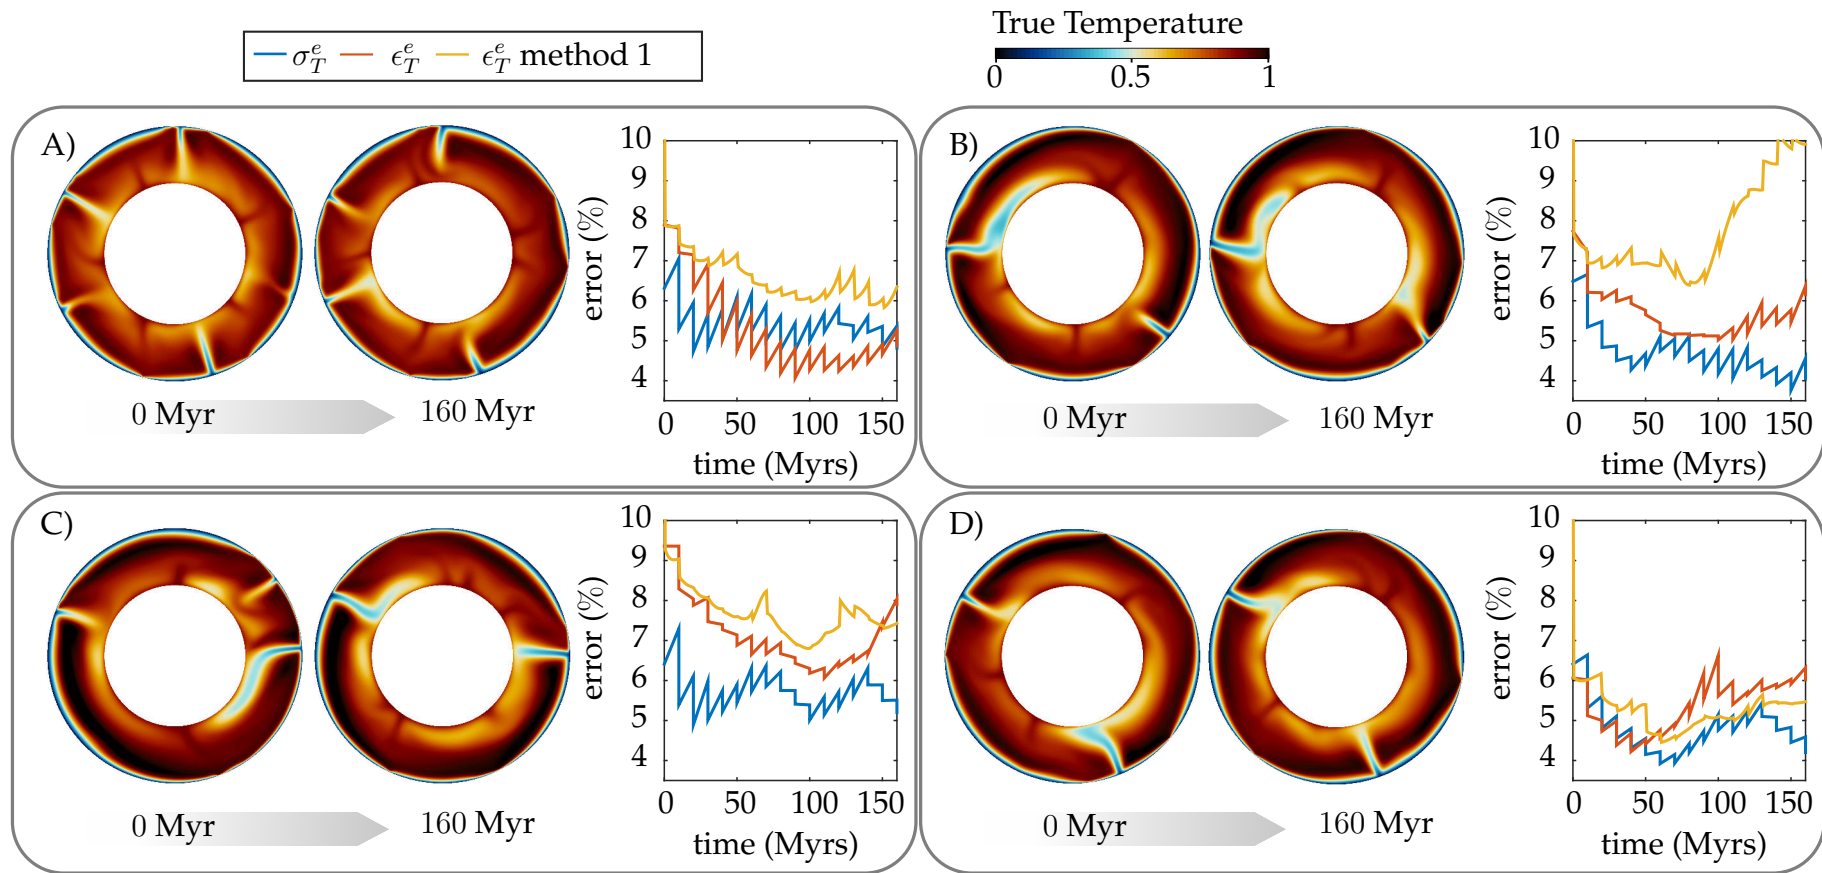 σ_T^e ϵ_T^e ϵ_T^e method 1
True Temperature
0 0.5 1
A)
0 Myr 160 Myr
error (%)
10
9
8
7
6
5
4
0 50 100 150
time (Myrs)
B)
0 Myr 160 Myr
error (%)
10
9
8
7
6
5
4
0 50 100 150
time (Myrs)
C)
0 Myr 160 Myr
error (%)
10
9
8
7
6
5
4
0 50 100 150
time (Myrs)
D)
0 Myr 160 Myr
error (%)
10
9
8
7
6
5
4
0 50 100 150
time (Myrs)